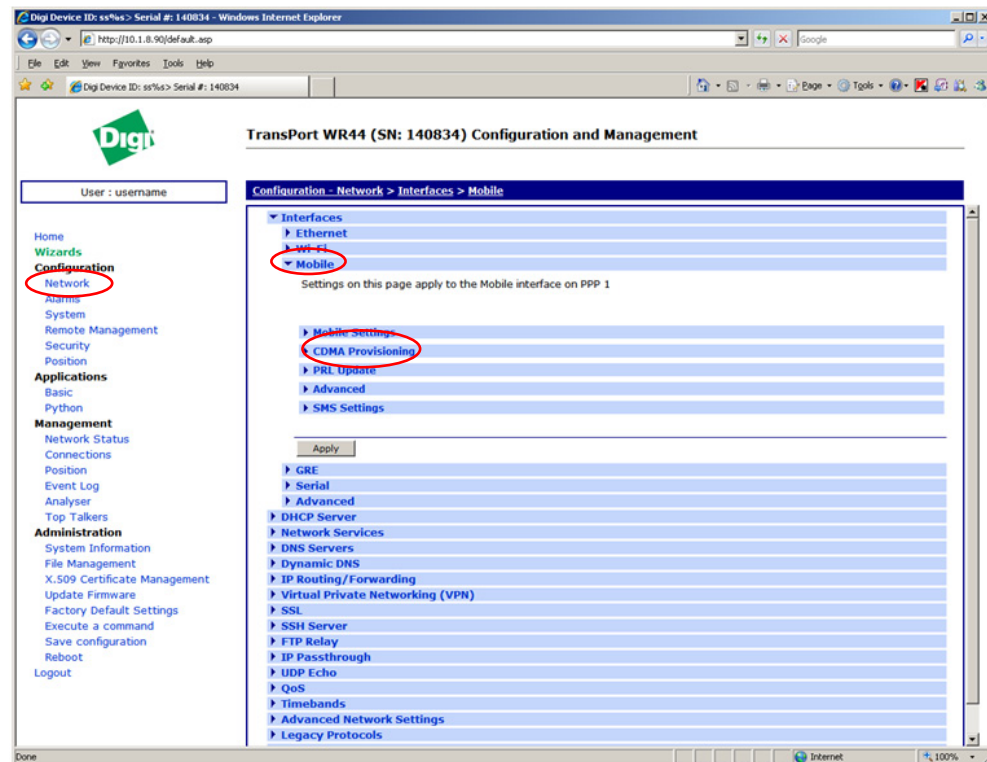 Digi Device ID: ss%s> Serial #: 140834 - Windows Internet Explorer
http://10.1.8.90/default.asp
Google
File Edit View Favorites Tools Help
Digi Device ID: ss%s> Serial #: 140834
Page Tools
Digi
TransPort WR44 (SN: 140834) Configuration and Management
User : username
Configuration - Network > Interfaces > Mobile
Home
Wizards
Configuration
Network
Alarms
System
Remote Management
Security
Position
Applications
Basic
Python
Management
Network Status
Connections
Position
Event Log
Analyser
Top Talkers
Administration
System Information
File Management
X.509 Certificate Management
Update Firmware
Factory Default Settings
Execute a command
Save configuration
Reboot
Logout
Interfaces
Ethernet
Wi-Fi
Mobile
Settings on this page apply to the Mobile interface on PPP 1
Mobile Settings
CDMA Provisioning
PRL Update
Advanced
SMS Settings
Apply
GRE
Serial
Advanced
DHCP Server
Network Services
DNS Servers
Dynamic DNS
IP Routing/Forwarding
Virtual Private Networking (VPN)
SSL
SSH Server
FTP Relay
IP Passthrough
UDP Echo
QoS
Timebands
Advanced Network Settings
Legacy Protocols
Done
Internet
100%